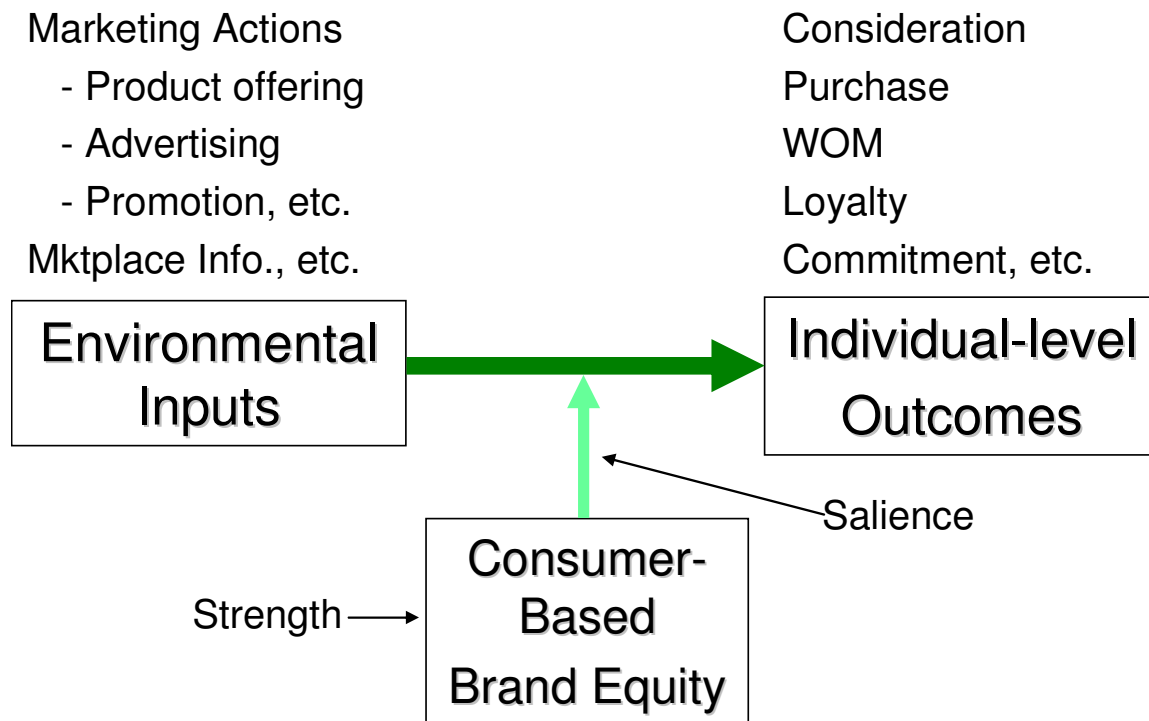 Marketing Actions
- Product offering
- Advertising
- Promotion, etc.
Mktplace Info., etc.
Consideration
Purchase
WOM
Loyalty
Commitment, etc.
Environmental
Inputs
Individual-level
Outcomes
Salience
Strength
Consumer-
Based
Brand Equity